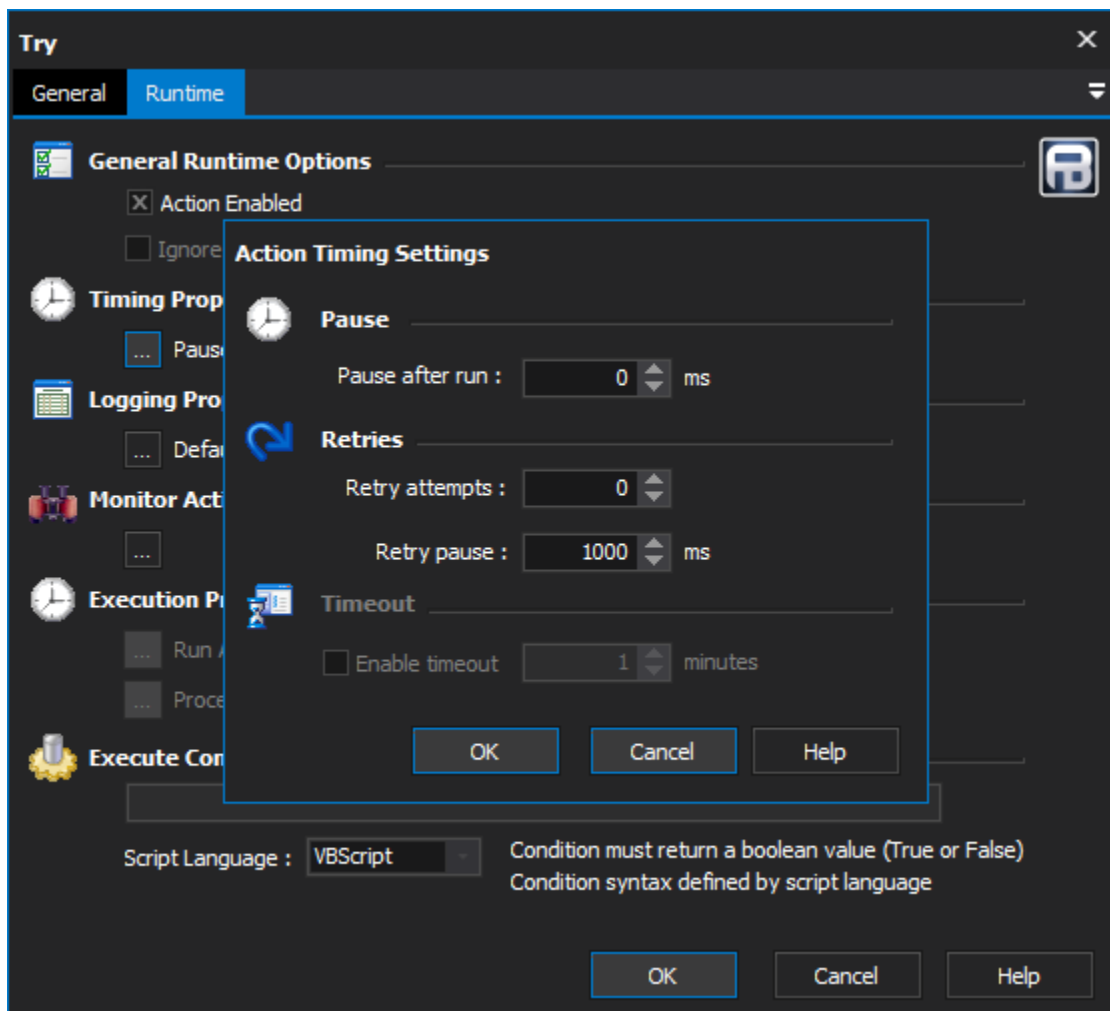 Try
General Runtime
General Runtime Options
Action Enabled
Ignore
Action Timing Settings
Timing Prop
Pause
Pause
Pause after run : 0 ms
Logging Pro
Retries
Defau
Retry attempts : 0
Monitor Acti
Retry pause : 1000 ms
...
Execution Pr
Timeout
... Run A
Enable timeout 1 minutes
... Proce
OK Cancel Help
Execute Con
Script Language : VBScript
Condition must return a boolean value (True or False)
Condition syntax defined by script language
OK Cancel Help